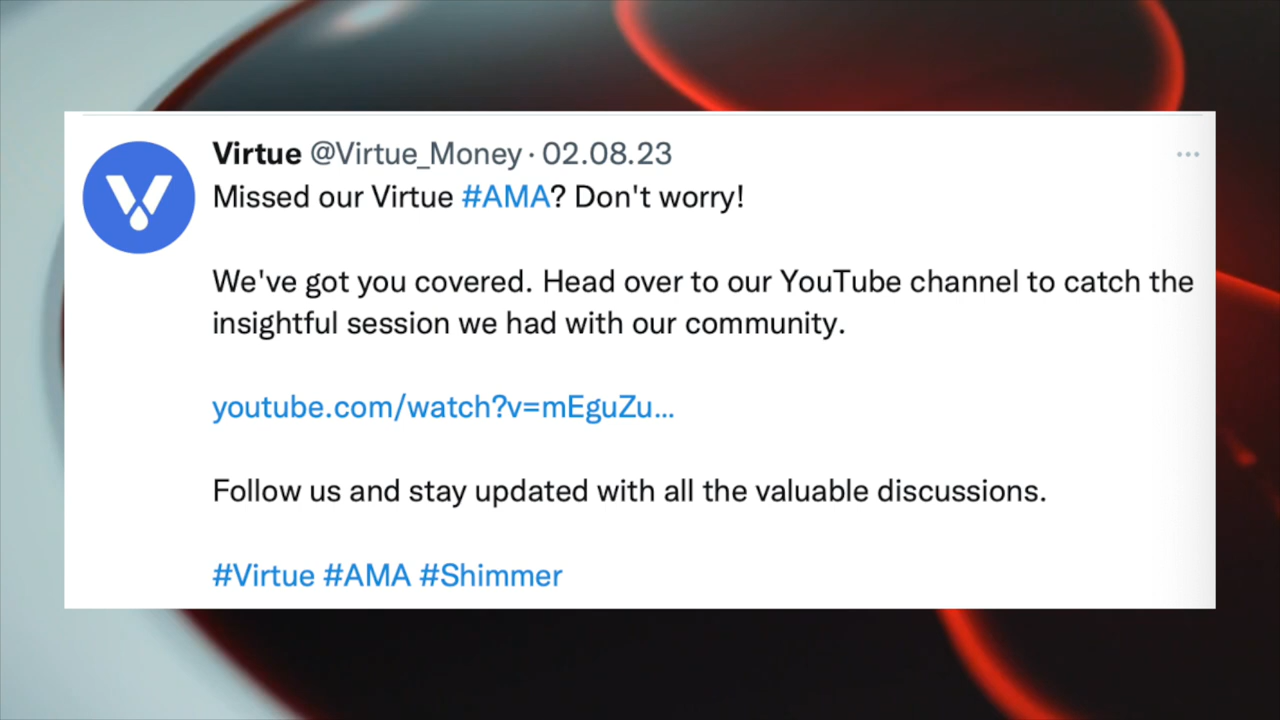 Virtue @Virtue_Money · 02.08.23
Missed our Virtue #AMA? Don't worry!
We've got you covered. Head over to our YouTube channel to catch the
insightful session we had with our community.
youtube.com/watch?v=mEguZu...
Follow us and stay updated with all the valuable discussions.
#Virtue #AMA #Shimmer